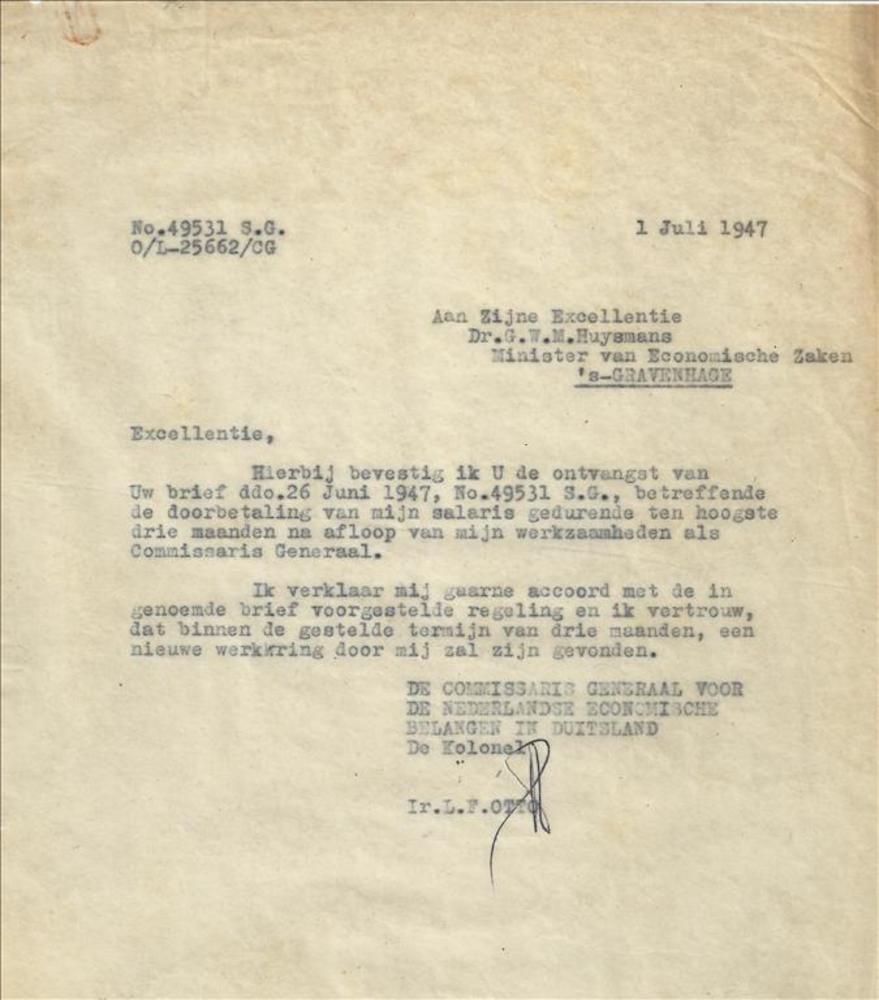 No.49531 S.G.
O/L-25662/CG
1 Juli 1947
Aan Zijne Excellentie
Dr.G.W.M.Huysmans
Minister van Economische Zaken
's-GRAVENHAGE
Excellentie,
Hierbij bevestig ik U de ontvangst van
Uw brief ddo.26 Juni 1947, No.49531 S.G., betreffende
de doorbetaling van mijn salaris gedurende ten hoogste
drie maanden na afloop van mijn werkzaamheden als
Commissaris Generaal.
Ik verklaar mij gaarne accoord met de in
genoemde brief voorgestelde regeling en ik vertrouw,
dat binnen de gestelde termijn van drie maanden, een
nieuwe werkkring door mij zal zijn gevonden.
DE COMMISSARIS GENERAAL VOOR
DE NEDERLANDSE ECONOMISCHE
BELANGEN IN DUITSLAND
De Kolonel
Ir.L.F.OTTO